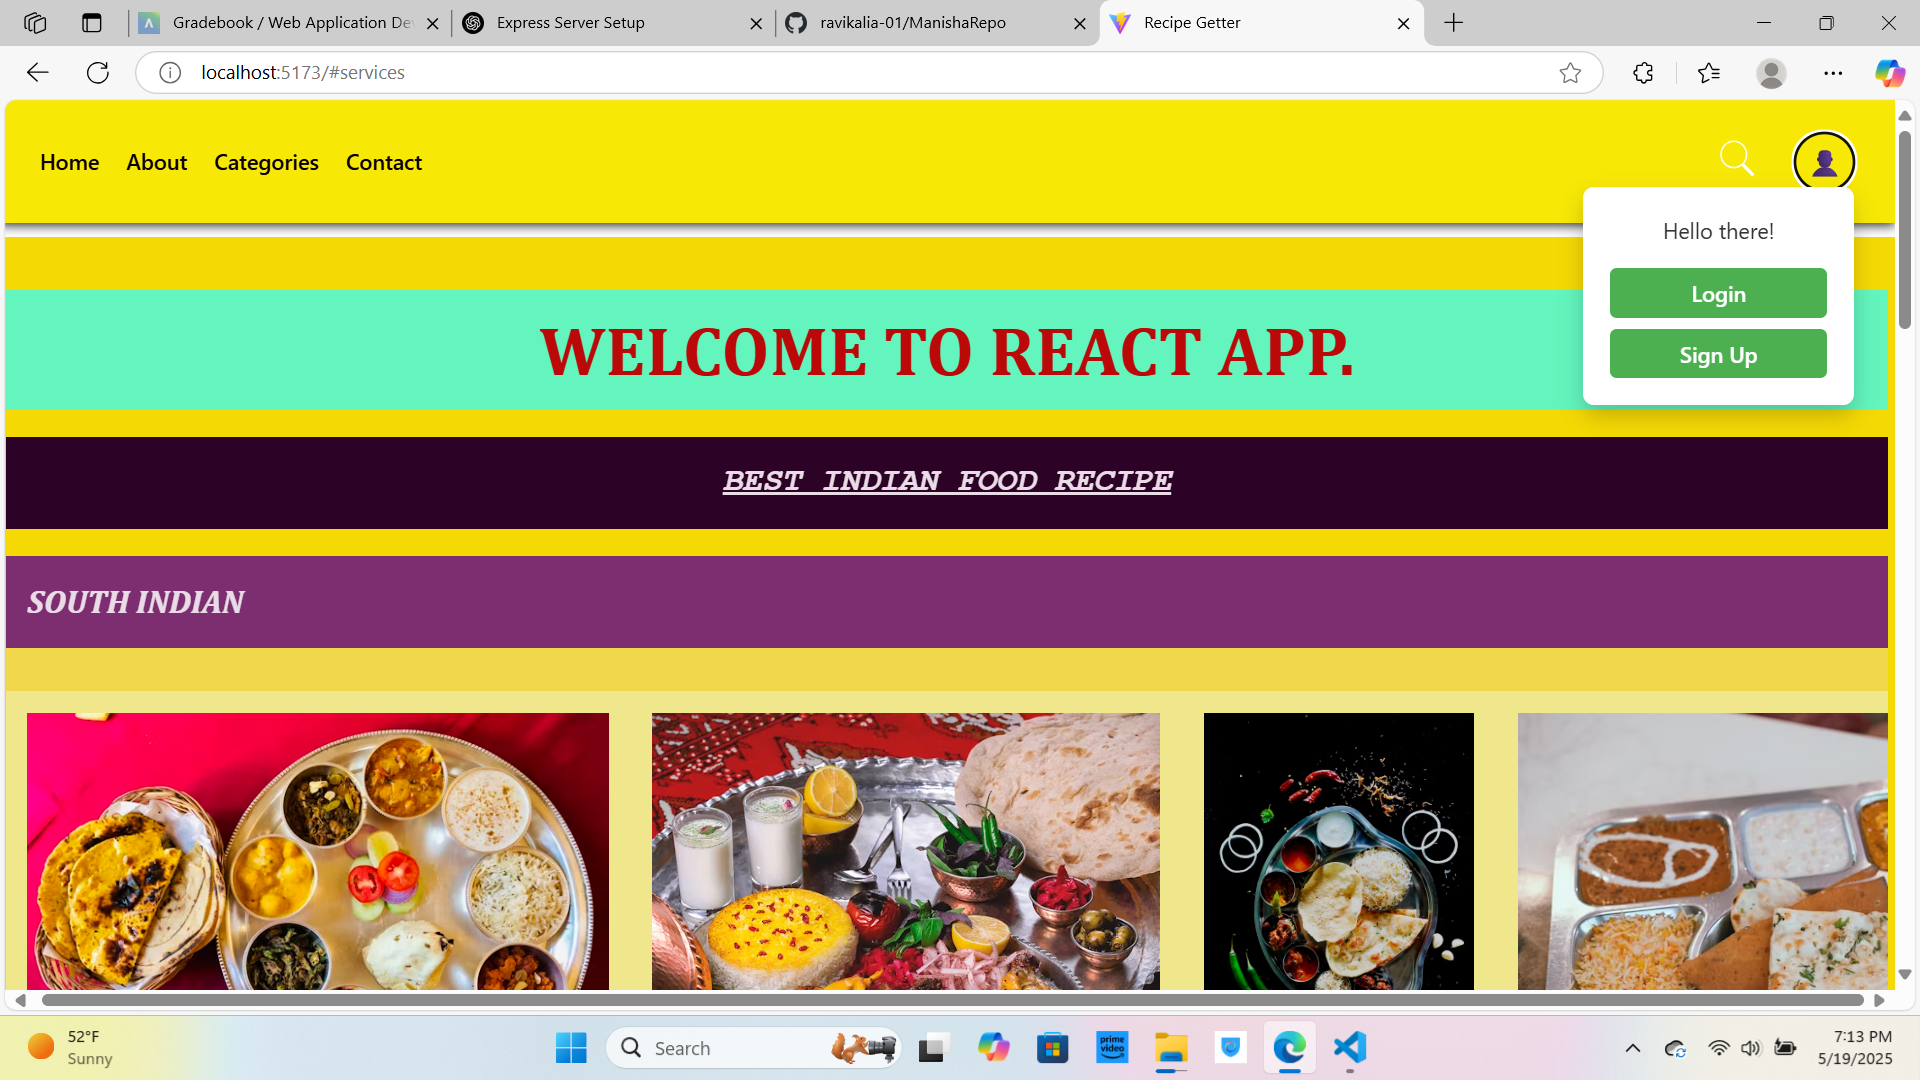 Gradebook / Web Application De
Express Server Setup
ravikalia-01/ManishaRepo
Recipe Getter
localhost:5173/#services
Home
About
Categories
Contact
Hello there!
Login
Sign Up
WELCOME TO REACT APP.
BEST INDIAN FOOD RECIPE
SOUTH INDIAN
52°F
Sunny
Search
prime
video
7:13 PM
5/19/2025